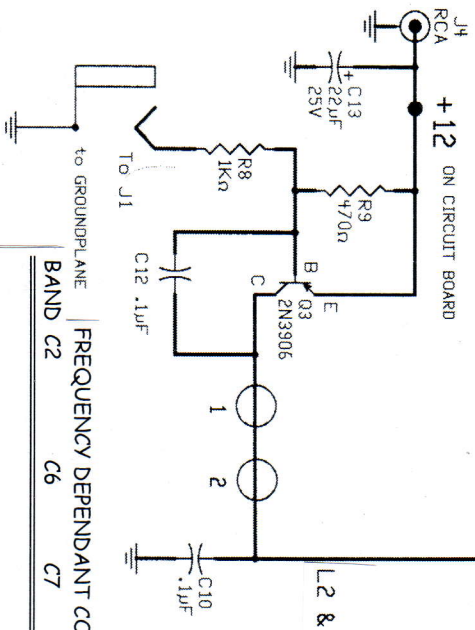 J4
RCA
+12 ON CIRCUIT BOARD
+ C13
22µF
25V
R9
470Ω
R8
1KΩ
To J1
B
E
C
Q3
2N3906
C12 .1µF
to GROUNDPLANE
1
2
C10
.1µF
L2 &
FREQUENCY DEPENDANT CO
BAND C2 C6 C7